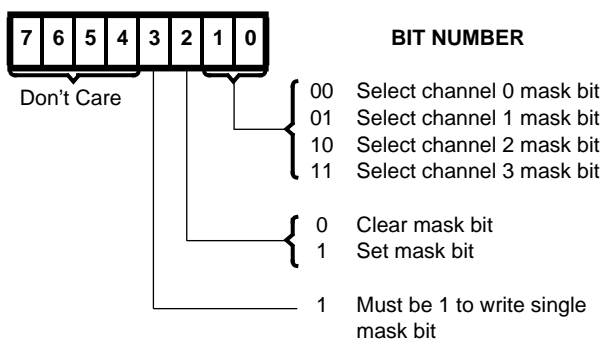 7 6 5 4 3 2 1 0 BIT NUMBER
Don't Care
00 Select channel 0 mask bit
01 Select channel 1 mask bit
10 Select channel 2 mask bit
11 Select channel 3 mask bit
0 Clear mask bit
1 Set mask bit
1 Must be 1 to write single
mask bit